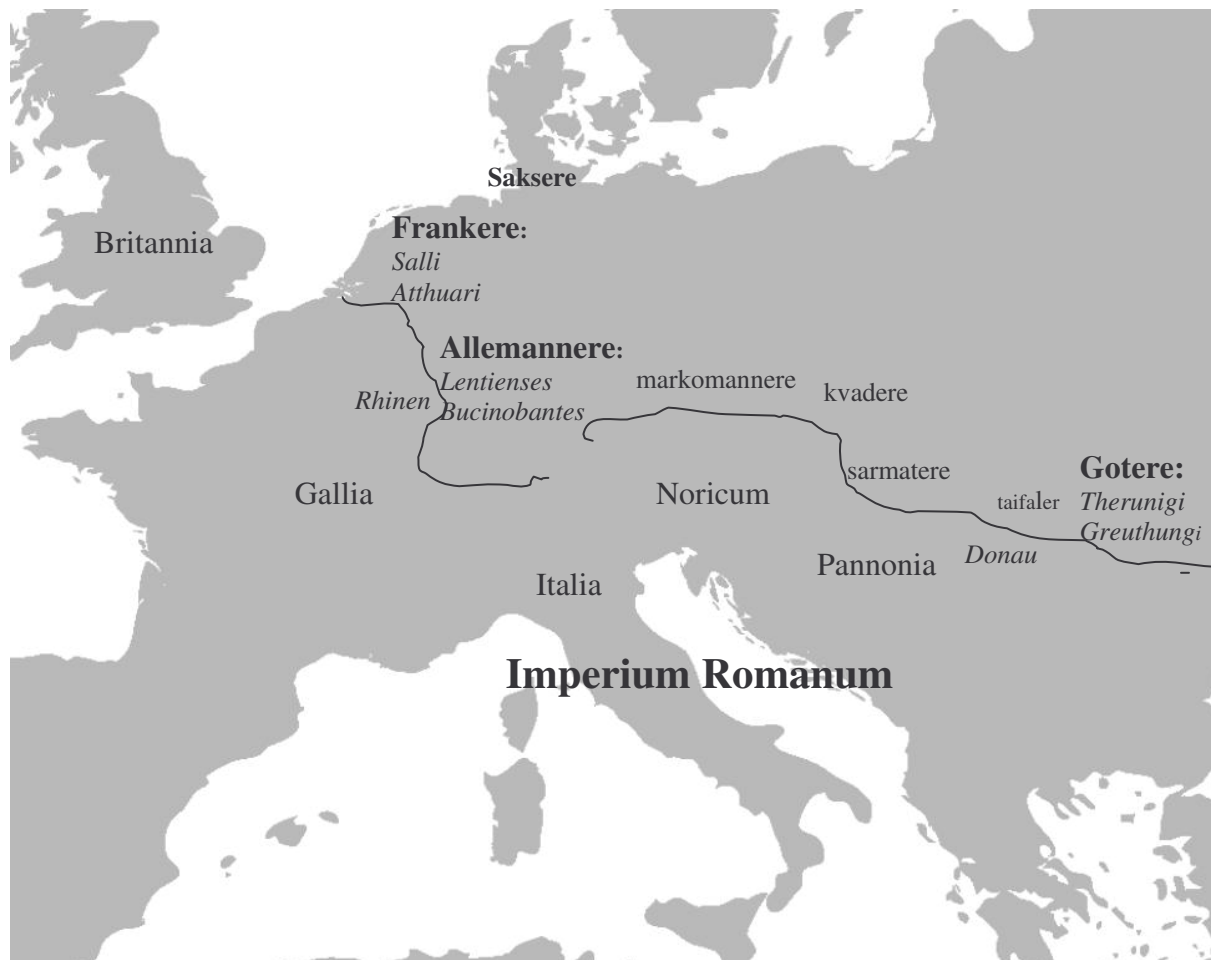 Saksere
Frankere:
Salli
Atthuari
Britannia
Allemannere:
Lentienses
Bucinobantes
Rhinen
markomannere
kvadere
sarmatere
Gotere:
Therunigi
Greuthungi
taifaler
Gallia
Noricum
Donau
Pannonia
Italia
Imperium Romanum